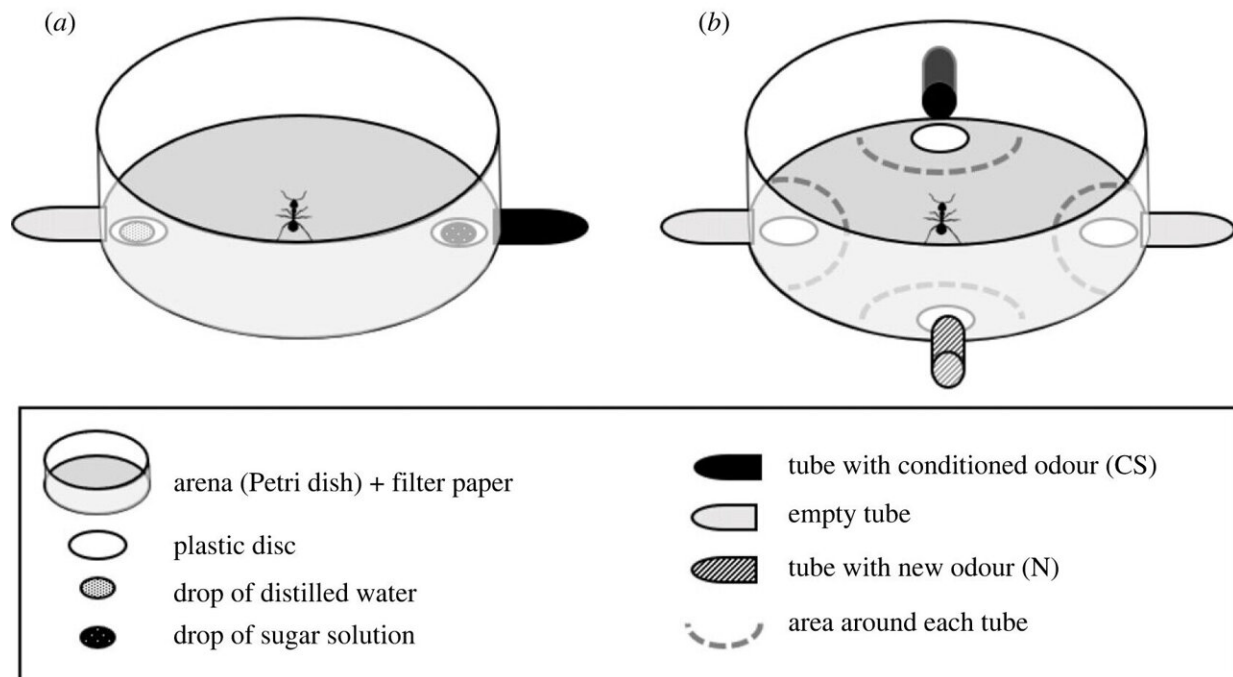 (a)
(b)
arena (Petri dish) + filter paper
plastic disc
drop of distilled water
drop of sugar solution
tube with conditioned odour (CS)
empty tube
tube with new odour (N)
area around each tube